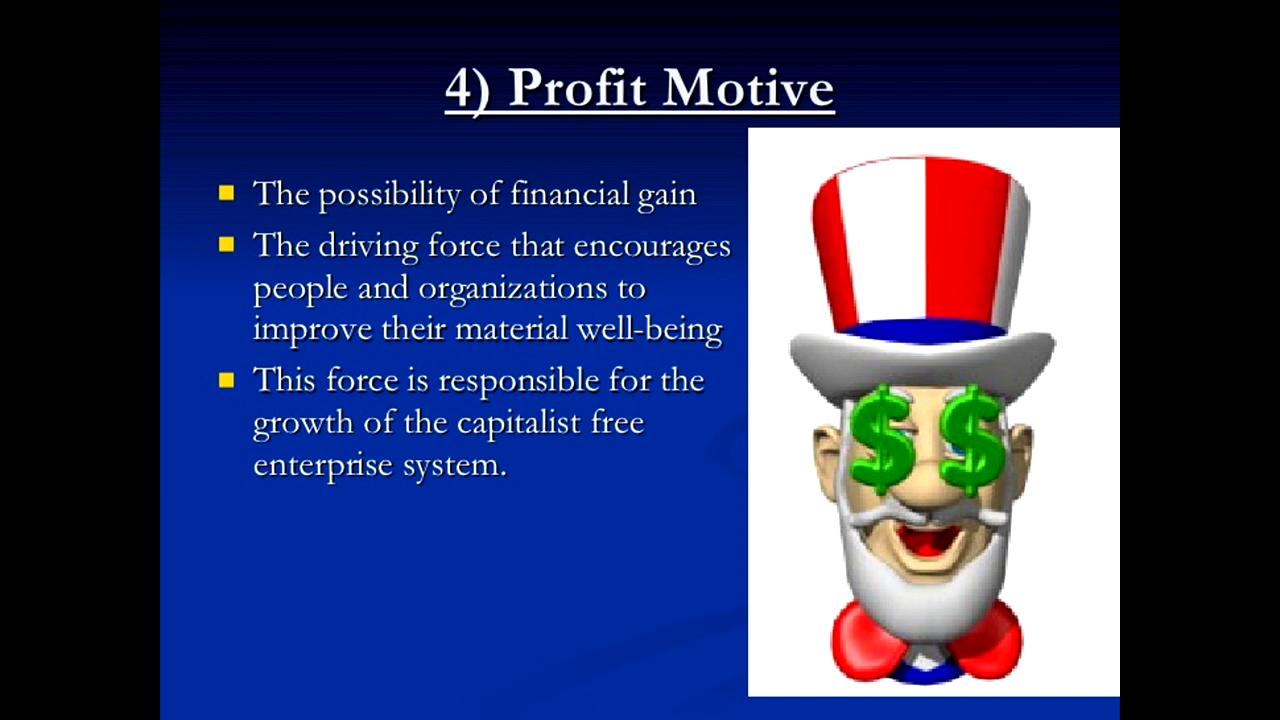 4) Profit Motive
The possibility of financial gain
The driving force that encourages
people and organizations to
improve their material well-being
This force is responsible for the
growth of the capitalist free
enterprise system.
$ $